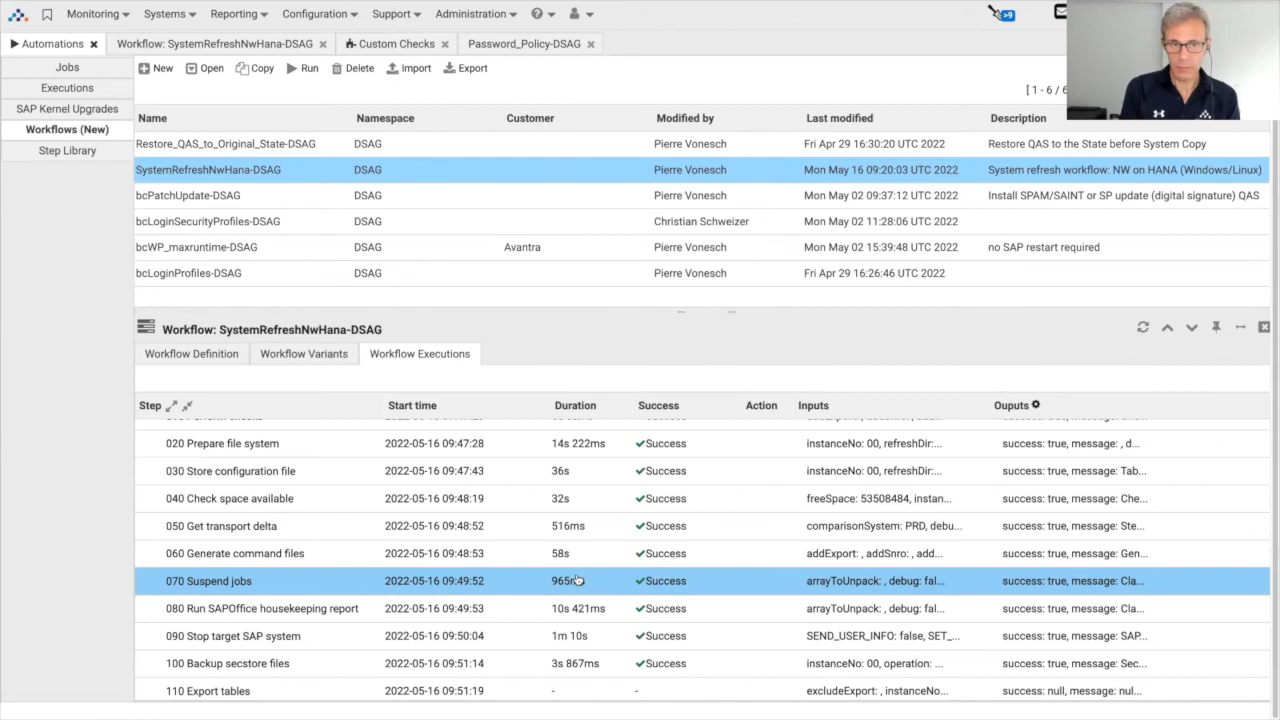 Monitoring Systems Reporting Configuration Support Administration >9
Automations Workflow: SystemRefreshNwHana-DSAG Custom Checks Password_Policy-DSAG
Jobs
Executions
SAP Kernel Upgrades
Workflows (New)
Step Library
New Open Copy Run Delete Import Export
[ 1 - 6 / 6
Name Namespace Customer Modified by Last modified Description
Restore_QAS_to_Original_State-DSAG DSAG Pierre Vonesch Fri Apr 29 16:30:20 UTC 2022 Restore QAS to the State before System Copy
SystemRefreshNwHana-DSAG DSAG Pierre Vonesch Mon May 16 09:20:03 UTC 2022 System refresh workflow: NW on HANA (Windows/Linux)
bcPatchUpdate-DSAG DSAG Pierre Vonesch Mon May 02 09:37:12 UTC 2022 Install SPAM/SAINT or SP update (digital signature) QAS
bcLoginSecurityProfiles-DSAG DSAG Christian Schweizer Mon May 02 11:28:06 UTC 2022
bcWP_maxruntime-DSAG DSAG Avantra Pierre Vonesch Mon May 02 15:39:48 UTC 2022 no SAP restart required
bcLoginProfiles-DSAG DSAG Pierre Vonesch Fri Apr 29 16:26:46 UTC 2022
Workflow: SystemRefreshNwHana-DSAG
Workflow Definition Workflow Variants Workflow Executions
Step Start time Duration Success Action Inputs Ouputs
020 Prepare file system 2022-05-16 09:47:28 14s 222ms Success instanceNo: 00, refreshDir:... success: true, message: , d...
030 Store configuration file 2022-05-16 09:47:43 36s Success instanceNo: 00, refreshDir:... success: true, message: Tab...
040 Check space available 2022-05-16 09:48:19 32s Success freeSpace: 53508484, instan... success: true, message: Che...
050 Get transport delta 2022-05-16 09:48:52 516ms Success comparisonSystem: PRD, debu... success: true, message: Ste...
060 Generate command files 2022-05-16 09:48:53 58s Success addExport: , addSnro: , add... success: true, message: Gen...
070 Suspend jobs 2022-05-16 09:49:52 Success arrayToUnpack: , debug: fal... success: true, message: Cla...
080 Run SAPOffice housekeeping report 2022-05-16 09:49:53 10s 421ms Success arrayToUnpack: , debug: fal... success: true, message: Cla...
090 Stop target SAP system 2022-05-16 09:50:04 1m 10s Success SEND_USER_INFO: false, SET_... success: true, message: SAP...
100 Backup secstore files 2022-05-16 09:51:14 3s 867ms Success instanceNo: 00, operation: ... success: true, message: Sec...
110 Export tables 2022-05-16 09:51:19 - - excludeExport: , instanceNo... success: null, message: nul...